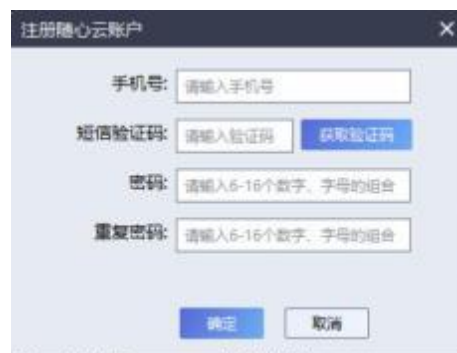 注册随心云账户
手机号: 请输入手机号
短信验证码: 请输入验证码 获取验证码
密码: 请输入6-16个数字、字母的组合
重复密码: 请输入6-16个数字、字母的组合
确定 取消